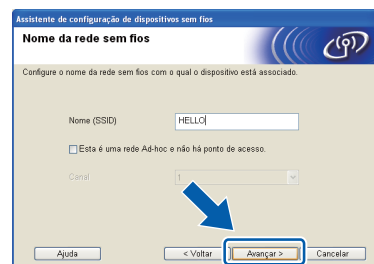 Assistente de configuração de dispositivos sem fios
Nome da rede sem fios
Configure o nome da rede sem fios com o qual o dispositivo está associado.
Nome (SSID) HELLO
Esta é uma rede Ad-hoc e não há ponto de acesso.
Canal 1
Ajuda < Voltar Avançar > Cancelar